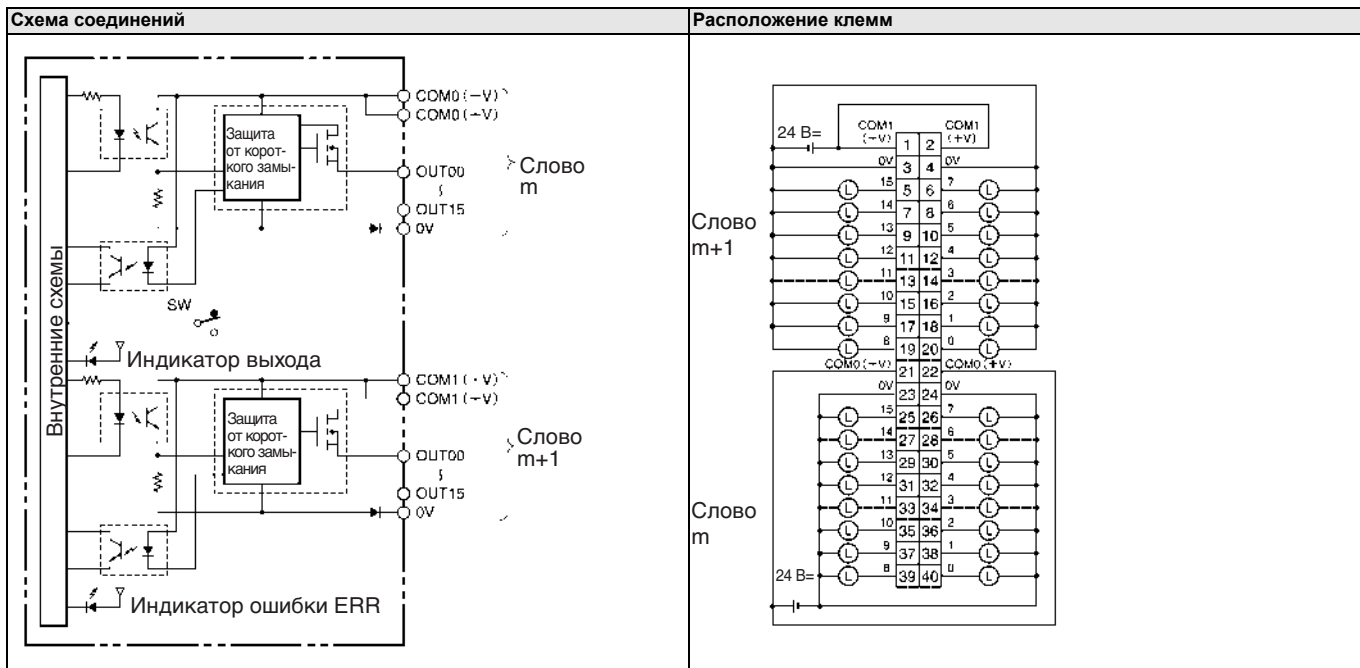 Схема соединений
Расположение клемм
Внутренние схемы
COM0
COM0
Защита
от корот-
кого замы-
кания
OUT00
OUT15
0V
Слово
m
SW
Индикатор выхода
COM1
COM1
Защита
от корот-
кого замы-
кания
OUT00
OUT15
0V
Слово
m+1
Индикатор ошибки ERR
24 В=
COM1
COM1
(+V)
1 2
0V 3 4 0V
L 15 5 6 7 L
L 14 7 8 6 L
L 13 9 10 5 L
L 12 11 12 4 L
L 11 13 14 3 L
L 10 15 16 2 L
L 9 17 18 1 L
L 8 19 20 0 L
Слово
m+1
COM0 21 22 COM0 (+V)
0V 23 24 0V
L 15 25 26 7 L
L 14 27 28 6 L
L 13 29 30 5 L
L 12 31 32 4 L
L 11 33 34 3 L
L 10 35 36 2 L
L 9 37 38 1 L
L 8 39 40 0 L
Слово
m
24 В=